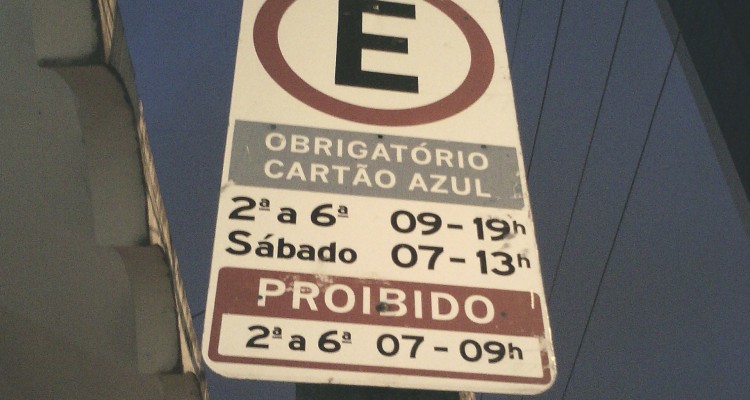 E
OBRIGATÓRIO
CARTÃO AZUL
2ª a 6ª 09-19h
Sábado 07-13h
PROIBIDO
2ª a 6ª 07-09h